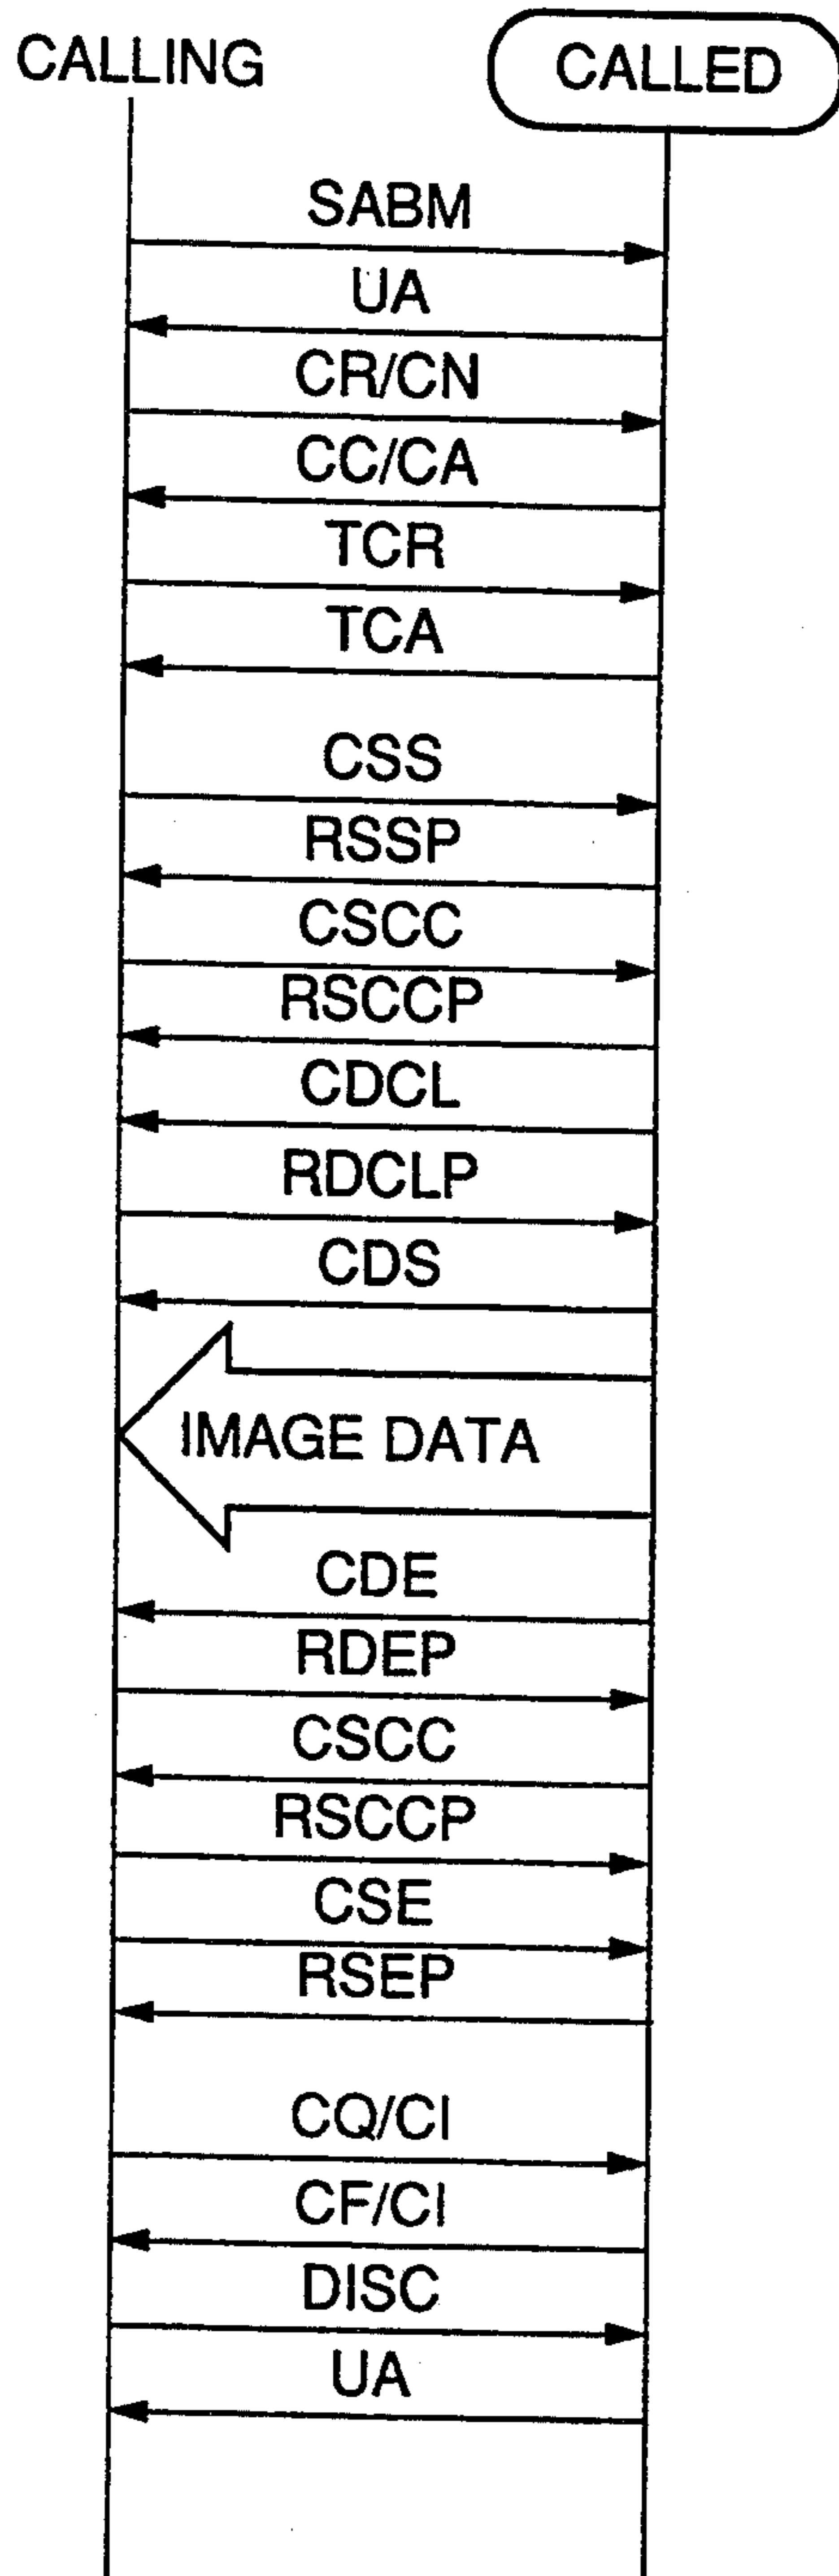 CALLING
CALLED
SABM
UA
CR/CN
CC/CA
TCR
TCA
CSS
RSSP
CSCC
RSCCP
CDCL
RDCLP
CDS
IMAGE DATA
CDE
RDEP
CSCC
RSCCP
CSE
RSEP
CQ/CI
CF/CI
DISC
UA